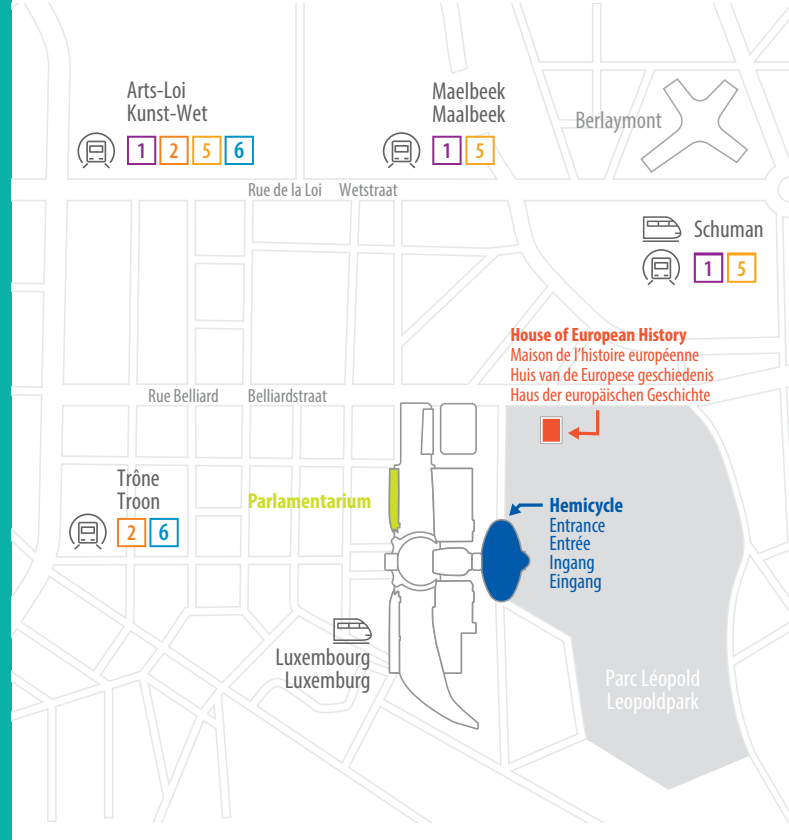 Arts-Loi
Kunst-Wet
1 2 5 6
Maelbeek
Maalbeek
1 5
Berlaymont
Rue de la Loi Wetstraat
Schuman
1 5
House of European History
Maison de l'histoire européenne
Huis van de Europese geschiedenis
Haus der europäischen Geschichte
Rue Belliard Belliardstraat
Trône
Troon
2 6
Parlamentarium
Hemicycle
Entrance
Entrée
Ingang
Eingang
Luxembourg
Luxemburg
Parc Léopold
Leopoldpark